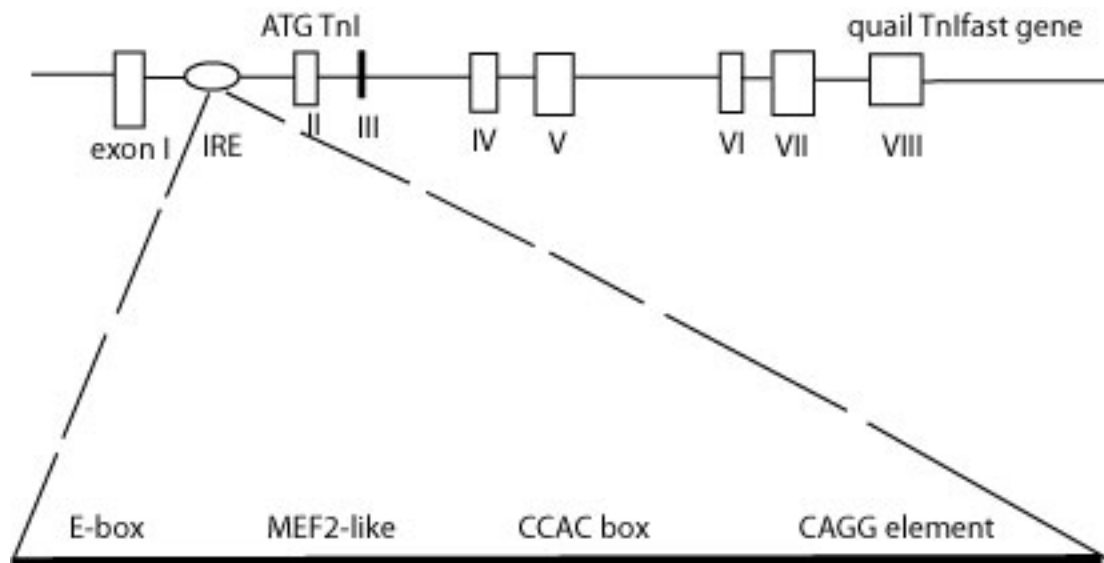 ATG TnI quail TnIfast gene
exon I IRE II III IV V VI VII VIII
E-box MEF2-like CCAC box CAGG element